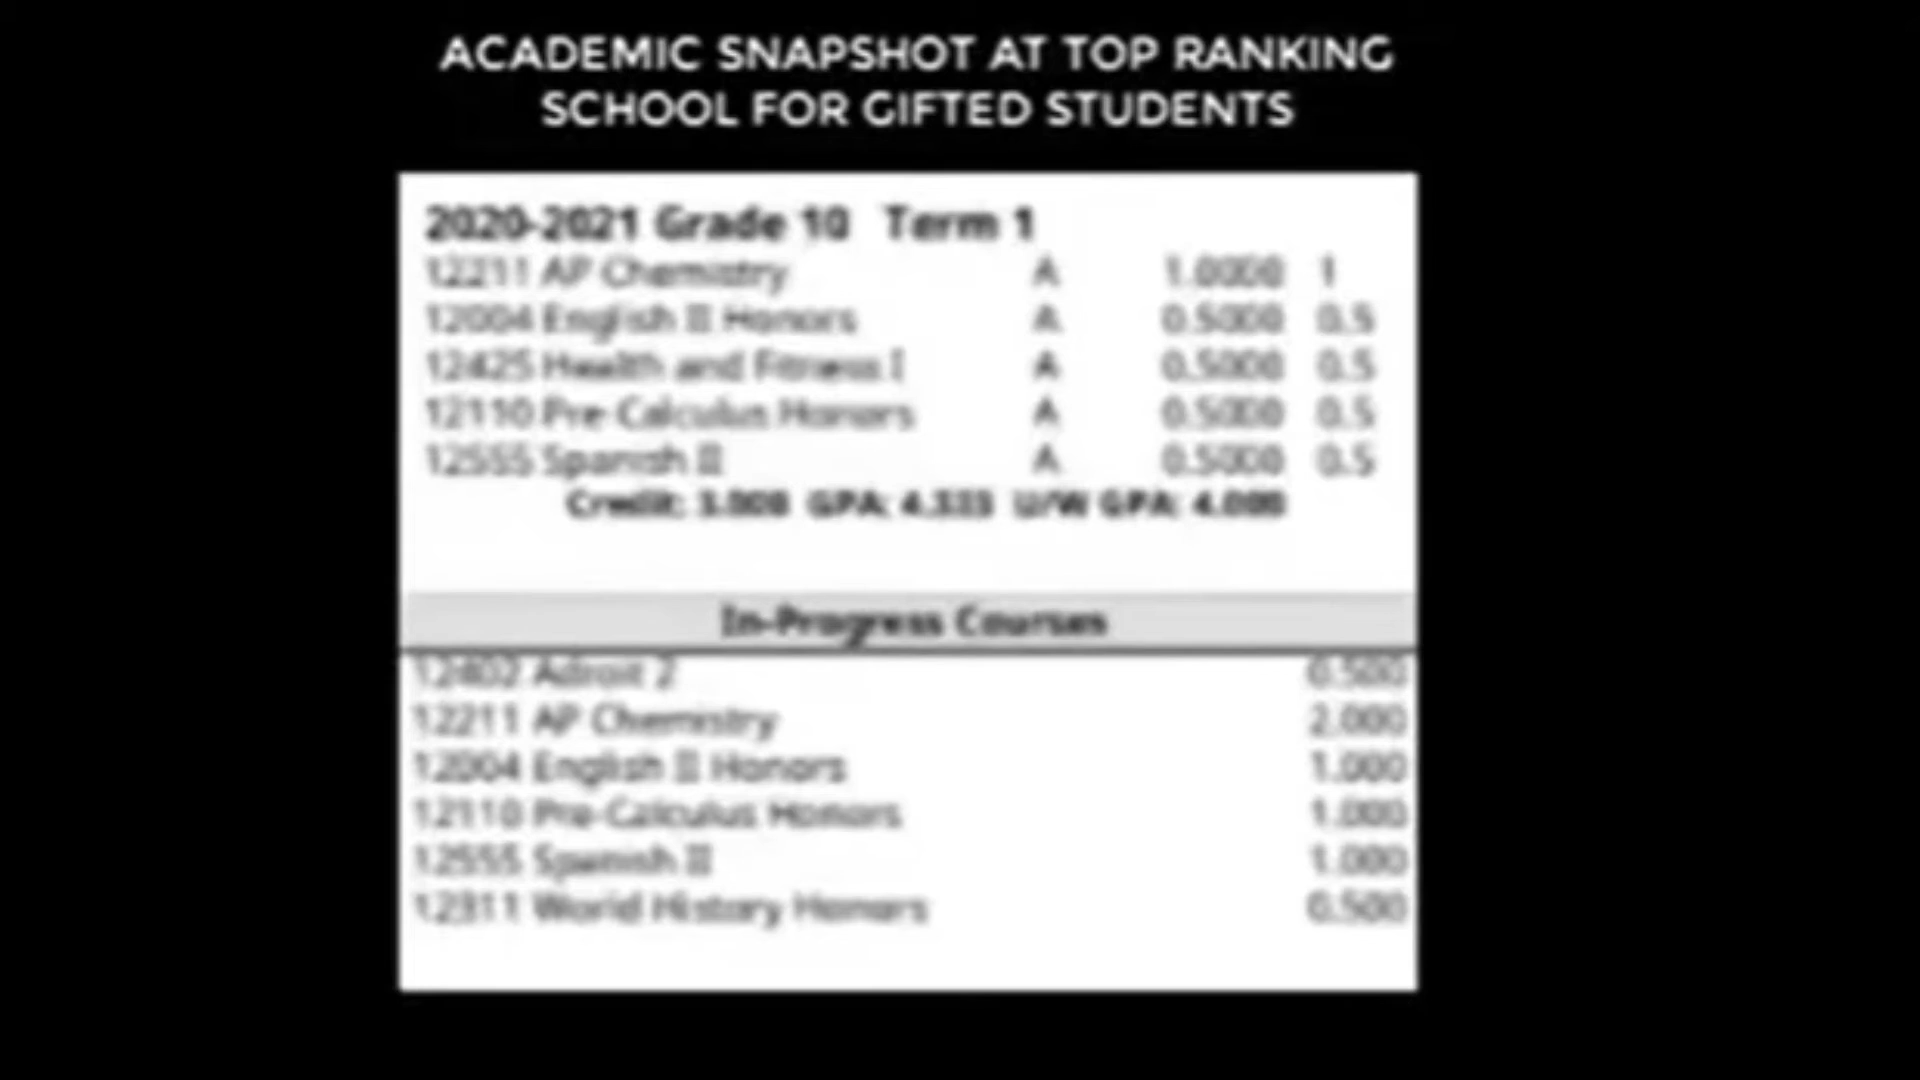 ACADEMIC SNAPSHOT AT TOP RANKING
SCHOOL FOR GIFTED STUDENTS
2020-2021 Grade 10 Term 1
12211 AP Chemistry A 1.0000 1
12004 English II Honors A 0.5000 0.5
12425 Health and Fitness I A 0.5000 0.5
12110 Pre-Calculus Honors A 0.5000 0.5
12555 Spanish II A 0.5000 0.5
Credit: 3.000 GPA: 4.333 U/W GPA: 4.000
In-Progress Courses
12402 Adroit 2 0.500
12211 AP Chemistry 2.000
12004 English II Honors 1.000
12110 Pre-Calculus Honors 1.000
12555 Spanish II 1.000
12311 World History Honors 0.500